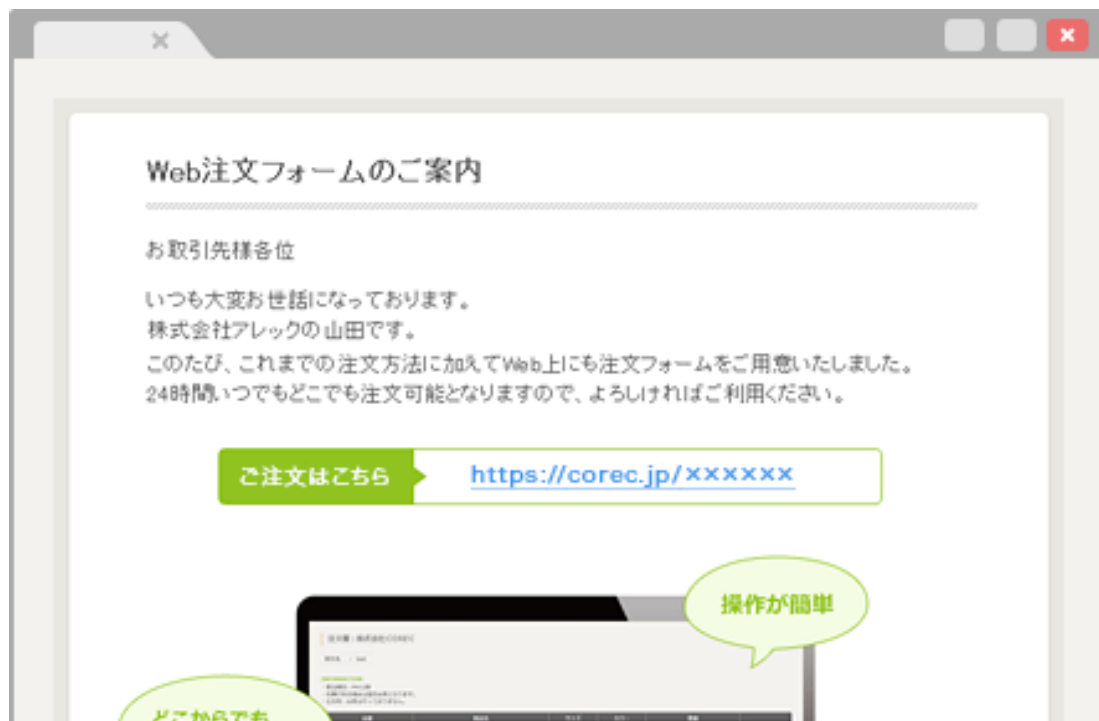 Web注文フォームのご案内
お取引先様各位
いつも大変お世話になっております。
株式会社アレックの山田です。
このたび、これまでの注文方法に加えてWeb上にも注文フォームをご用意いたしました。
24時間いつでもどこでも注文可能となりますので、よろしければご利用ください。
ご注文はこちら
https://corec.jp/××××××
操作が簡単
どこからでも